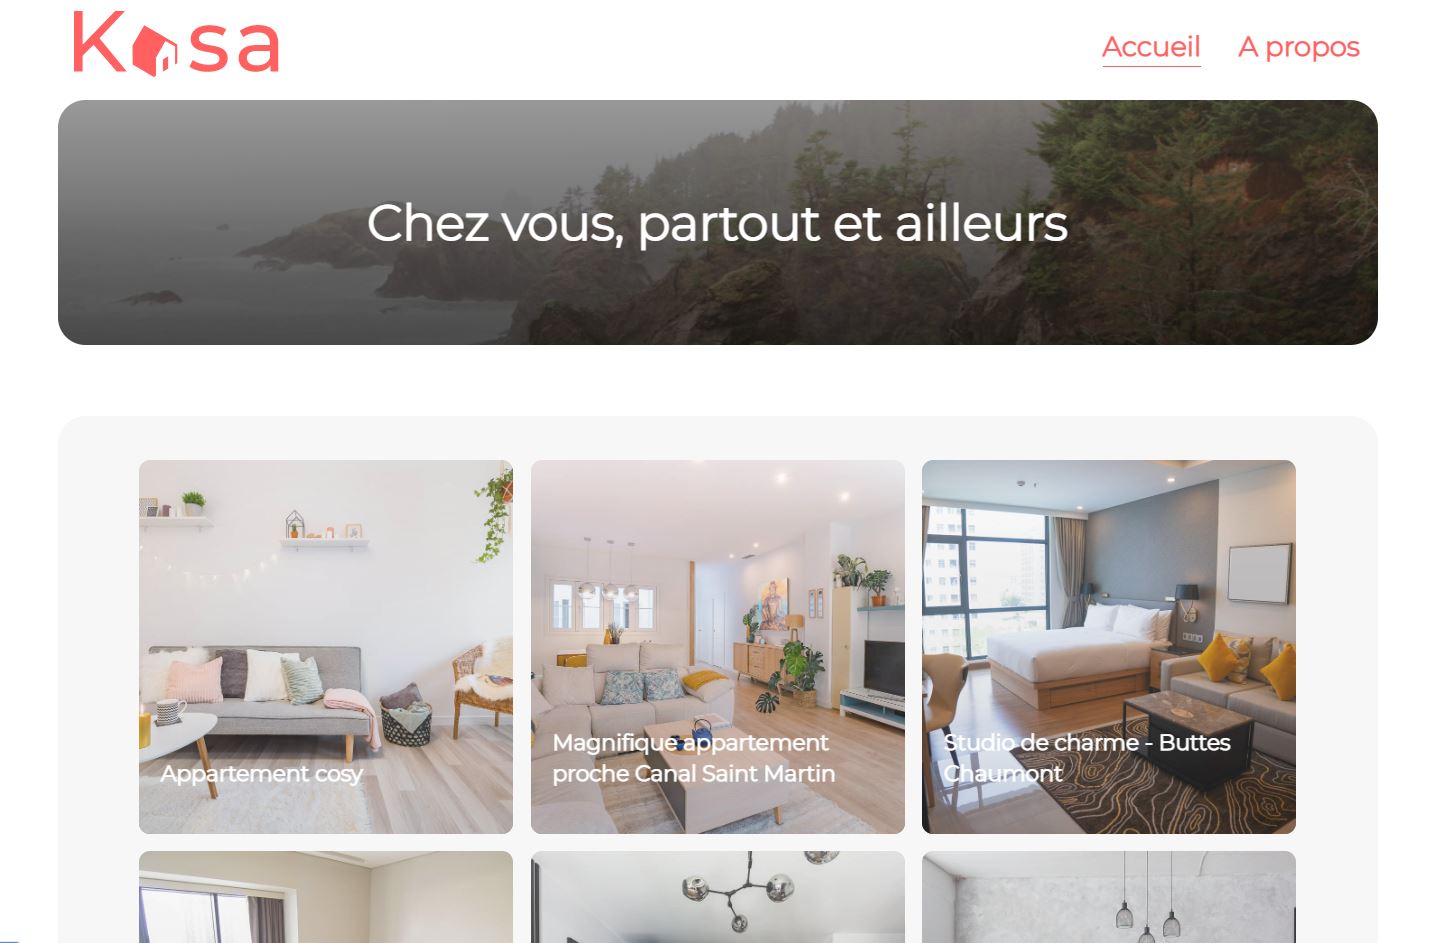 Kasa
Accueil
A propos
Chez vous, partout et ailleurs
Appartement cosy
Magnifique appartement
proche Canal Saint Martin
Studio de charme - Buttes
Chaumont